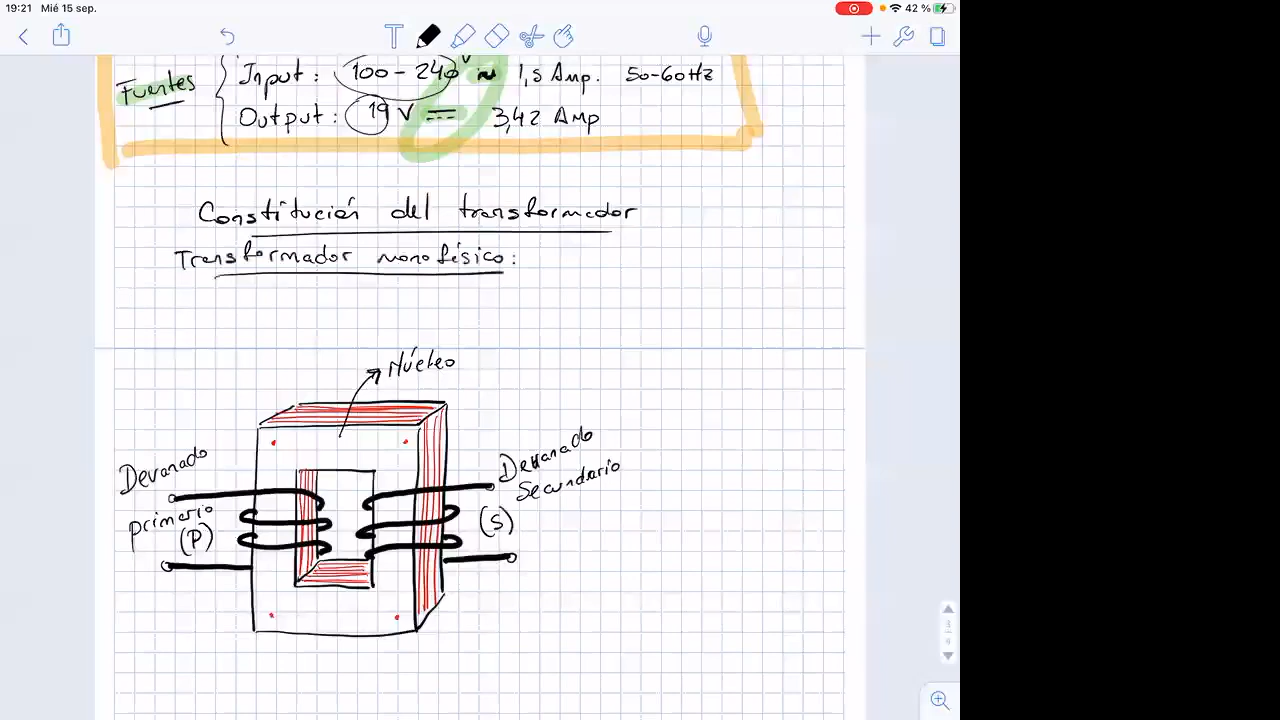 19:21 Mié 15 sep.
42 %
Fuentes
Input: 100 - 240 V ~ 1,5 Amp. 50-60Hz
Output: 19 V 3,42 Amp
Constitución del transformador
Transformador monofásico:
Núcleo
Devanado
primario
(P)
Devanado
Secundario
(S)